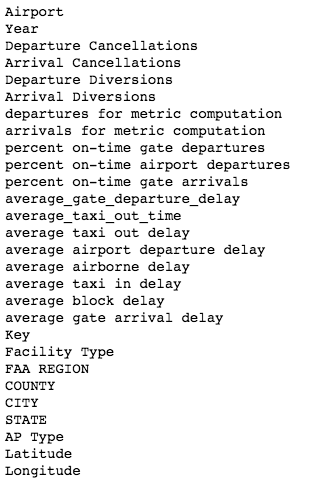 Airport
Year
Departure Cancellations
Arrival Cancellations
Departure Diversions
Arrival Diversions
departures for metric computation
arrivals for metric computation
percent on-time gate departures
percent on-time airport departures
percent on-time gate arrivals
average_gate_departure_delay
average_taxi_out_time
average taxi out delay
average airport departure delay
average airborne delay
average taxi in delay
average block delay
average gate arrival delay
Key
Facility Type
FAA REGION
COUNTY
CITY
STATE
AP Type
Latitude
Longitude